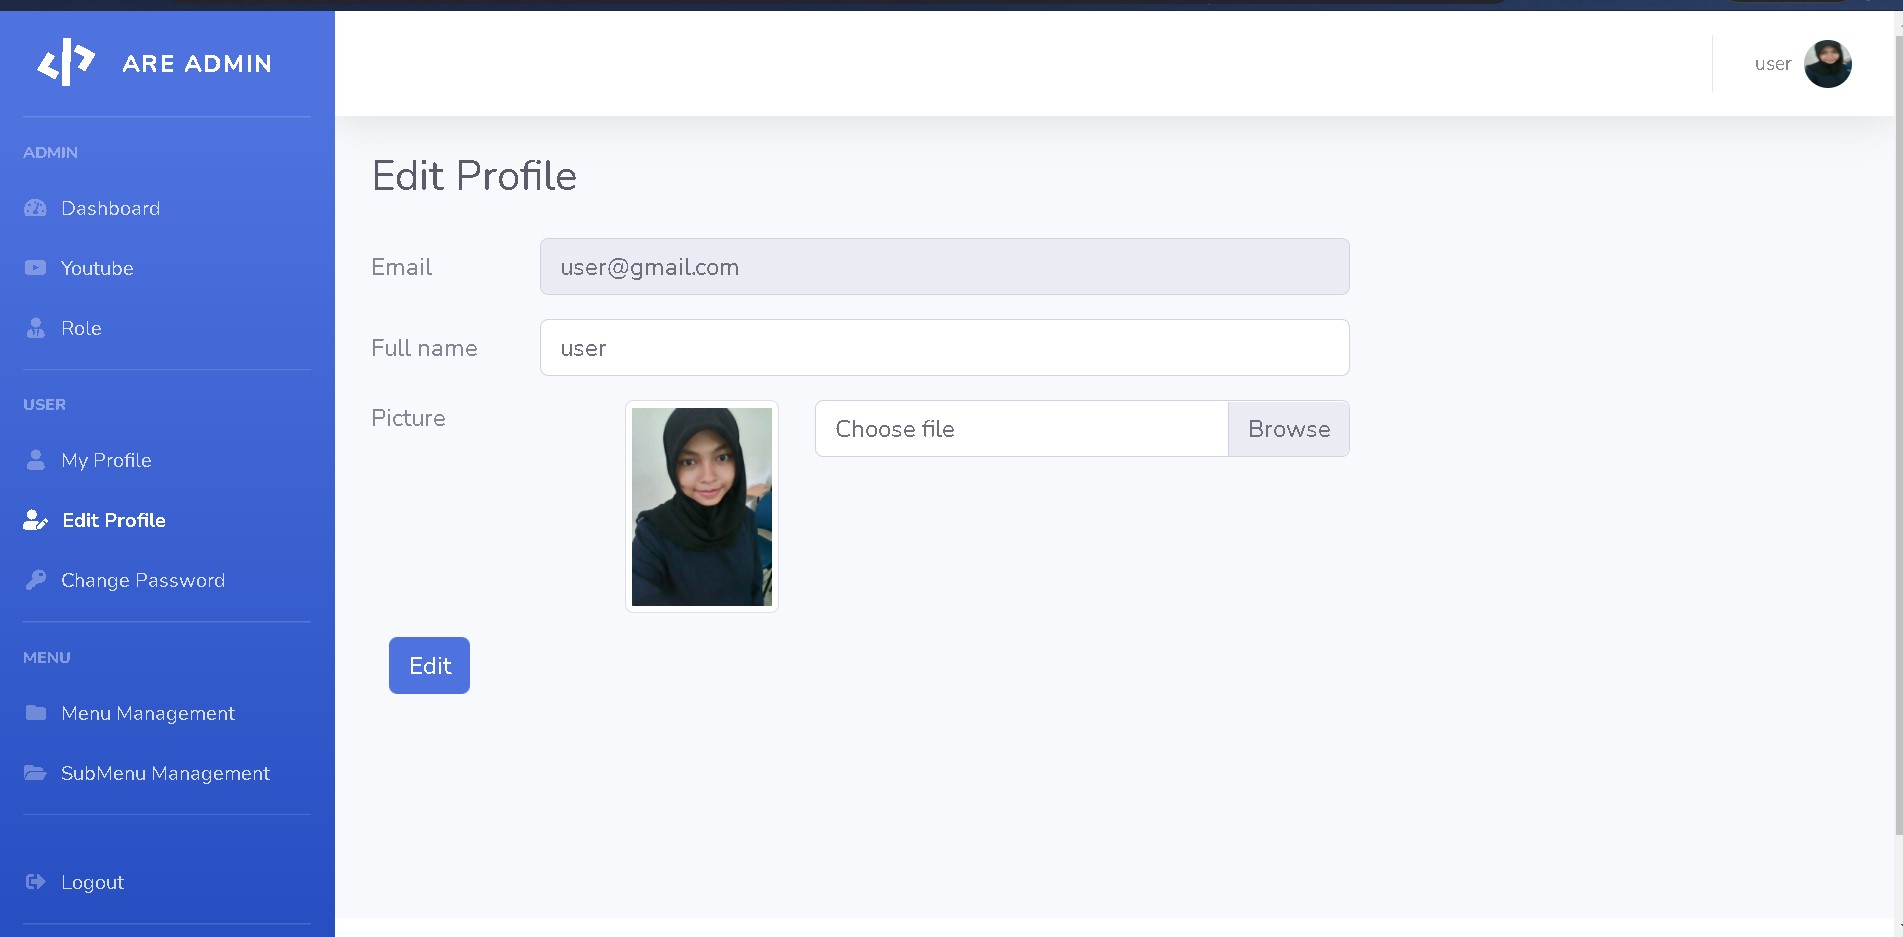 ARE ADMIN
user
ADMIN
Dashboard
Youtube
Role
USER
My Profile
Edit Profile
Change Password
MENU
Menu Management
SubMenu Management
Logout
Edit Profile
Email
user@gmail.com
Full name
user
Picture
Choose file
Browse
Edit